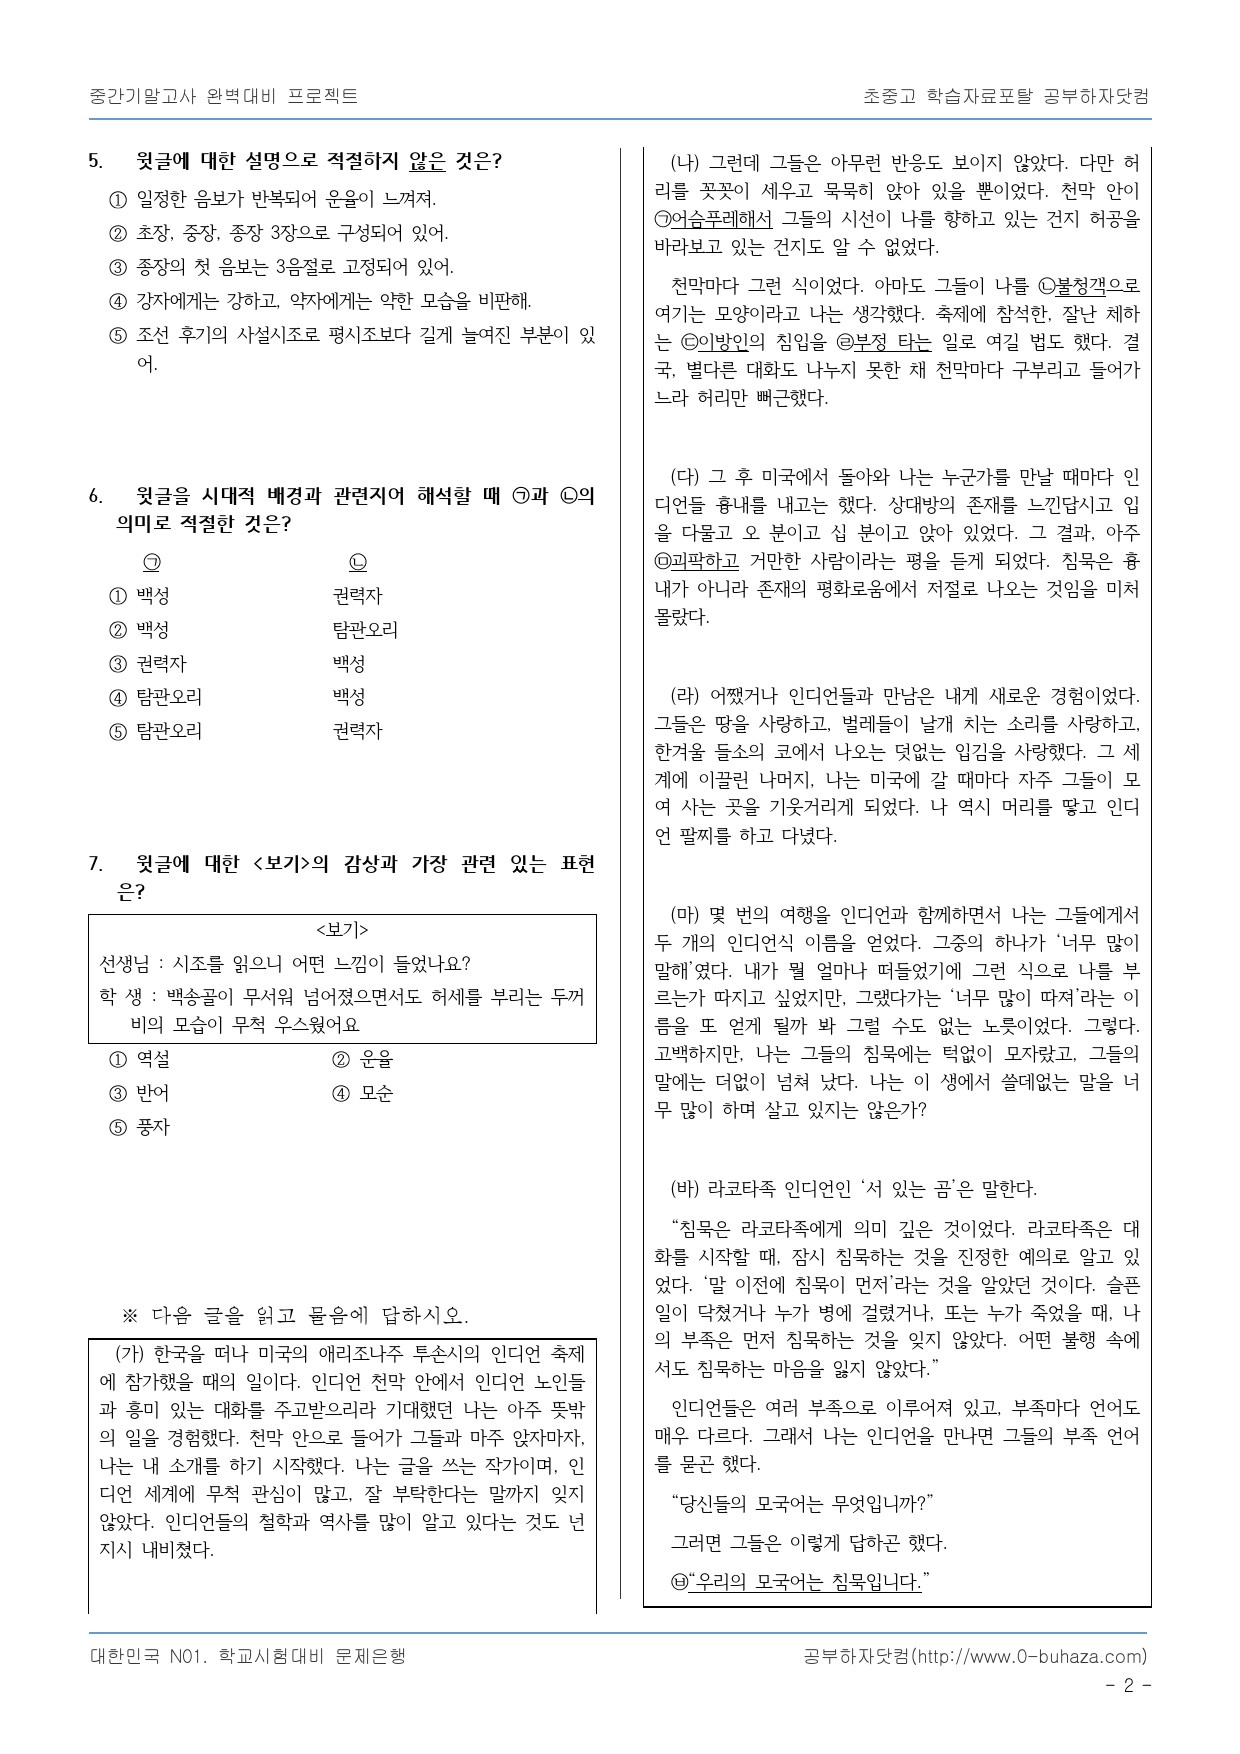 중간기말고사 완벽대비 프로젝트
초중고 학습자료포탈 공부하자닷컴
5. 윗글에 대한 설명으로 적절하지 않은 것은?
① 일정한 음보가 반복되어 운율이 느껴져.
② 초장, 중장, 종장 3장으로 구성되어 있어.
③ 종장의 첫 음보는 3음절로 고정되어 있어.
④ 강자에게는 강하고, 약자에게는 약한 모습을 비판해.
⑤ 조선 후기의 사설시조로 평시조보다 길게 늘여진 부분이 있
어.
6. 윗글을 시대적 배경과 관련지어 해석할 때 ㉠과 ㉡의
의미로 적절한 것은?
㉠ ㉡
① 백성 권력자
② 백성 탐관오리
③ 권력자 백성
④ 탐관오리 백성
⑤ 탐관오리 권력자
7. 윗글에 대한 <보기>의 감상과 가장 관련 있는 표현
은?
<보기>
선생님 : 시조를 읽으니 어떤 느낌이 들었나요?
학 생 : 백송골이 무서워 넘어졌으면서도 허세를 부리는 두꺼
비의 모습이 무척 우스웠어요
① 역설 ② 운율
③ 반어 ④ 모순
⑤ 풍자
※ 다음 글을 읽고 물음에 답하시오.
(가) 한국을 떠나 미국의 애리조나주 투손시의 인디언 축제
에 참가했을 때의 일이다. 인디언 천막 안에서 인디언 노인들
과 흥미 있는 대화를 주고받으리라 기대했던 나는 아주 뜻밖
의 일을 경험했다. 천막 안으로 들어가 그들과 마주 앉자마자,
나는 내 소개를 하기 시작했다. 나는 글을 쓰는 작가이며, 인
디언 세계에 무척 관심이 많고, 잘 부탁한다는 말까지 잊지
않았다. 인디언들의 철학과 역사를 많이 알고 있다는 것도 넌
지시 내비쳤다.
(나) 그런데 그들은 아무런 반응도 보이지 않았다. 다만 허
리를 꼿꼿이 세우고 묵묵히 앉아 있을 뿐이었다. 천막 안이
㉠어슴푸레해서 그들의 시선이 나를 향하고 있는 건지 허공을
바라보고 있는 건지도 알 수 없었다.
천막마다 그런 식이었다. 아마도 그들이 나를 ㉡불청객으로
여기는 모양이라고 나는 생각했다. 축제에 참석한, 잘난 체하
는 ㉢이방인의 침입을 ㉣부정 타는 일로 여길 법도 했다. 결
국, 별다른 대화도 나누지 못한 채 천막마다 구부리고 들어가
느라 허리만 뻐근했다.
(다) 그 후 미국에서 돌아와 나는 누군가를 만날 때마다 인
디언들 흉내를 내고는 했다. 상대방의 존재를 느낀답시고 입
을 다물고 오 분이고 십 분이고 앉아 있었다. 그 결과, 아주
㉤괴팍하고 거만한 사람이라는 평을 듣게 되었다. 침묵은 흉
내가 아니라 존재의 평화로움에서 저절로 나오는 것임을 미처
몰랐다.
(라) 어쨌거나 인디언들과 만남은 내게 새로운 경험이었다.
그들은 땅을 사랑하고, 벌레들이 날개 치는 소리를 사랑하고,
한겨울 들소의 코에서 나오는 덧없는 입김을 사랑했다. 그 세
계에 이끌린 나머지, 나는 미국에 갈 때마다 자주 그들이 모
여 사는 곳을 기웃거리게 되었다. 나 역시 머리를 땋고 인디
언 팔찌를 하고 다녔다.
(마) 몇 번의 여행을 인디언과 함께하면서 나는 그들에게서
두 개의 인디언식 이름을 얻었다. 그중의 하나가 ‘너무 많이
말해’였다. 내가 뭘 얼마나 떠들었기에 그런 식으로 나를 부
르는가 따지고 싶었지만, 그랬다가는 ‘너무 많이 따져’라는 이
름을 또 얻게 될까 봐 그럴 수도 없는 노릇이었다. 그렇다.
고백하지만, 나는 그들의 침묵에는 턱없이 모자랐고, 그들의
말에는 더없이 넘쳐 났다. 나는 이 생에서 쓸데없는 말을 너
무 많이 하며 살고 있지는 않은가?
(바) 라코타족 인디언인 ‘서 있는 곰’은 말한다.
“침묵은 라코타족에게 의미 깊은 것이었다. 라코타족은 대
화를 시작할 때, 잠시 침묵하는 것을 진정한 예의로 알고 있
었다. ‘말 이전에 침묵이 먼저’라는 것을 알았던 것이다. 슬픈
일이 닥쳤거나 누가 병에 걸렸거나, 또는 누가 죽었을 때, 나
의 부족은 먼저 침묵하는 것을 잊지 않았다. 어떤 불행 속에
서도 침묵하는 마음을 잃지 않았다.”
인디언들은 여러 부족으로 이루어져 있고, 부족마다 언어도
매우 다르다. 그래서 나는 인디언을 만나면 그들의 부족 언어
를 묻곤 했다.
“당신들의 모국어는 무엇입니까?”
그러면 그들은 이렇게 답하곤 했다.
㉥“우리의 모국어는 침묵입니다.”
대한민국 N01. 학교시험대비 문제은행
공부하자닷컴(http://www.0-buhaza.com)
- 2 -